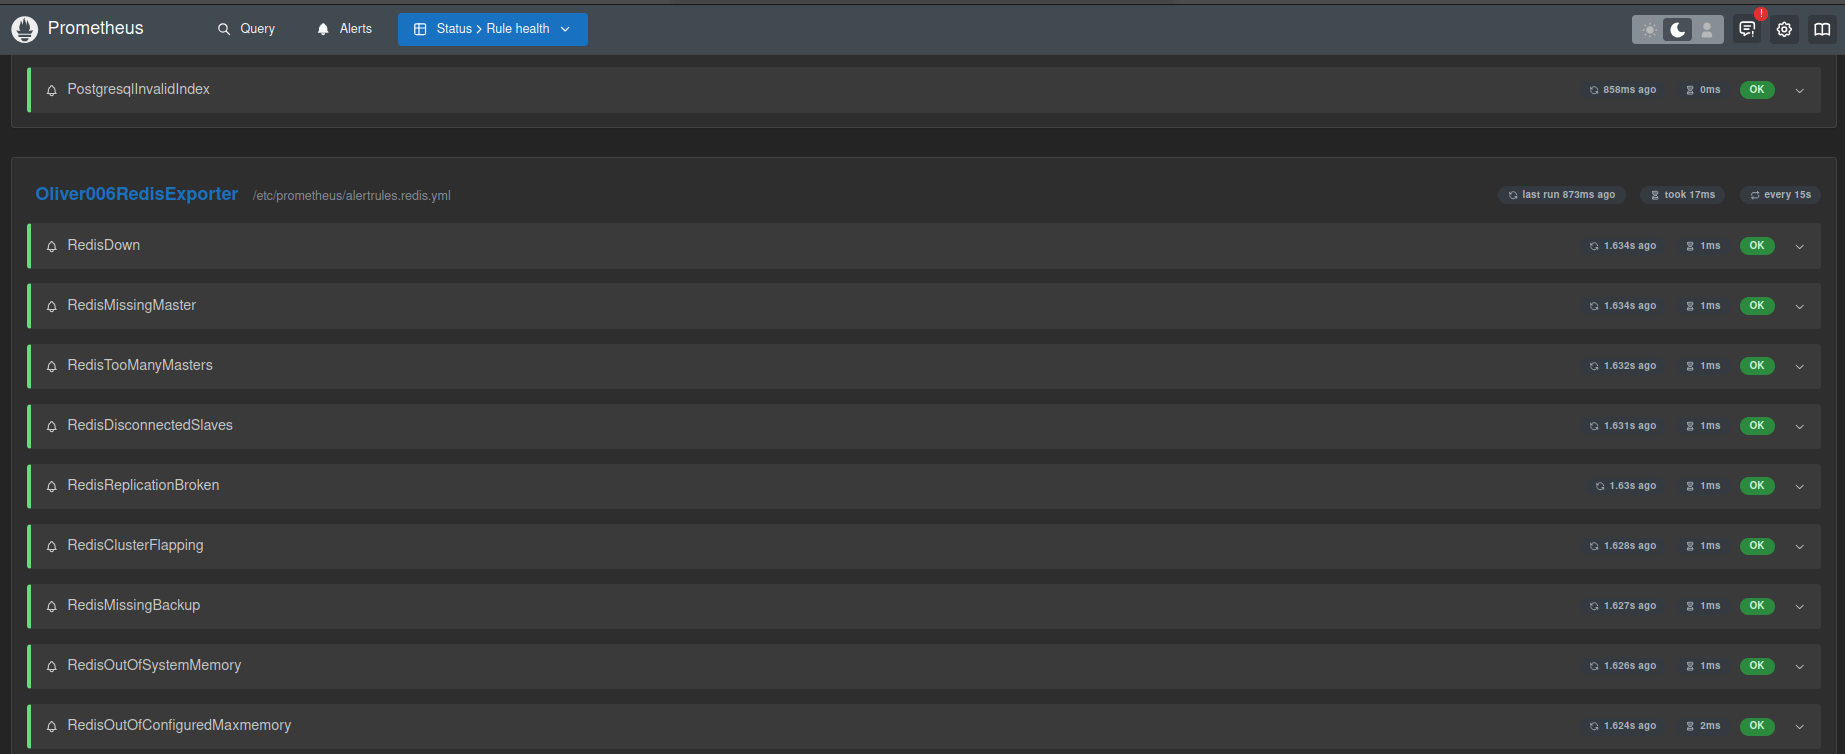 Prometheus Query Alerts Status > Rule health !
PostgresqlInvalidIndex 858ms ago 0ms OK
Oliver006RedisExporter /etc/prometheus/alertrules.redis.yml last run 873ms ago took 17ms every 15s
RedisDown 1.634s ago 1ms OK
RedisMissingMaster 1.634s ago 1ms OK
RedisTooManyMasters 1.632s ago 1ms OK
RedisDisconnectedSlaves 1.631s ago 1ms OK
RedisReplicationBroken 1.63s ago 1ms OK
RedisClusterFlapping 1.628s ago 1ms OK
RedisMissingBackup 1.627s ago 1ms OK
RedisOutOfSystemMemory 1.626s ago 1ms OK
RedisOutOfConfiguredMaxmemory 1.624s ago 2ms OK